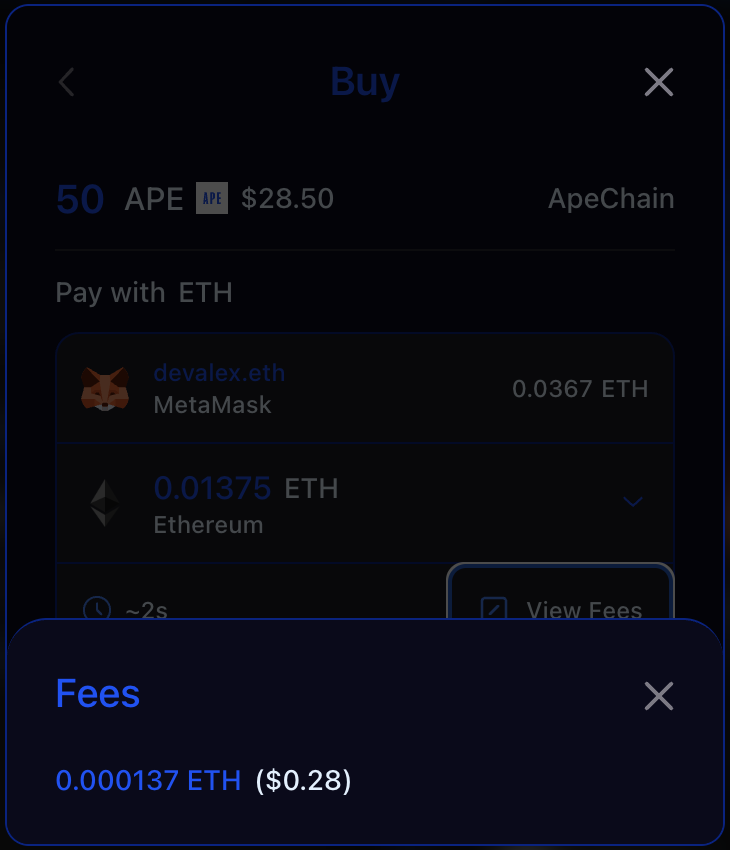 Buy
50 APE APE $28.50 ApeChain
Pay with ETH
devalex.eth
MetaMask
0.0367 ETH
0.01375 ETH
Ethereum
~2s
View Fees
Fees
0.000137 ETH ($0.28)